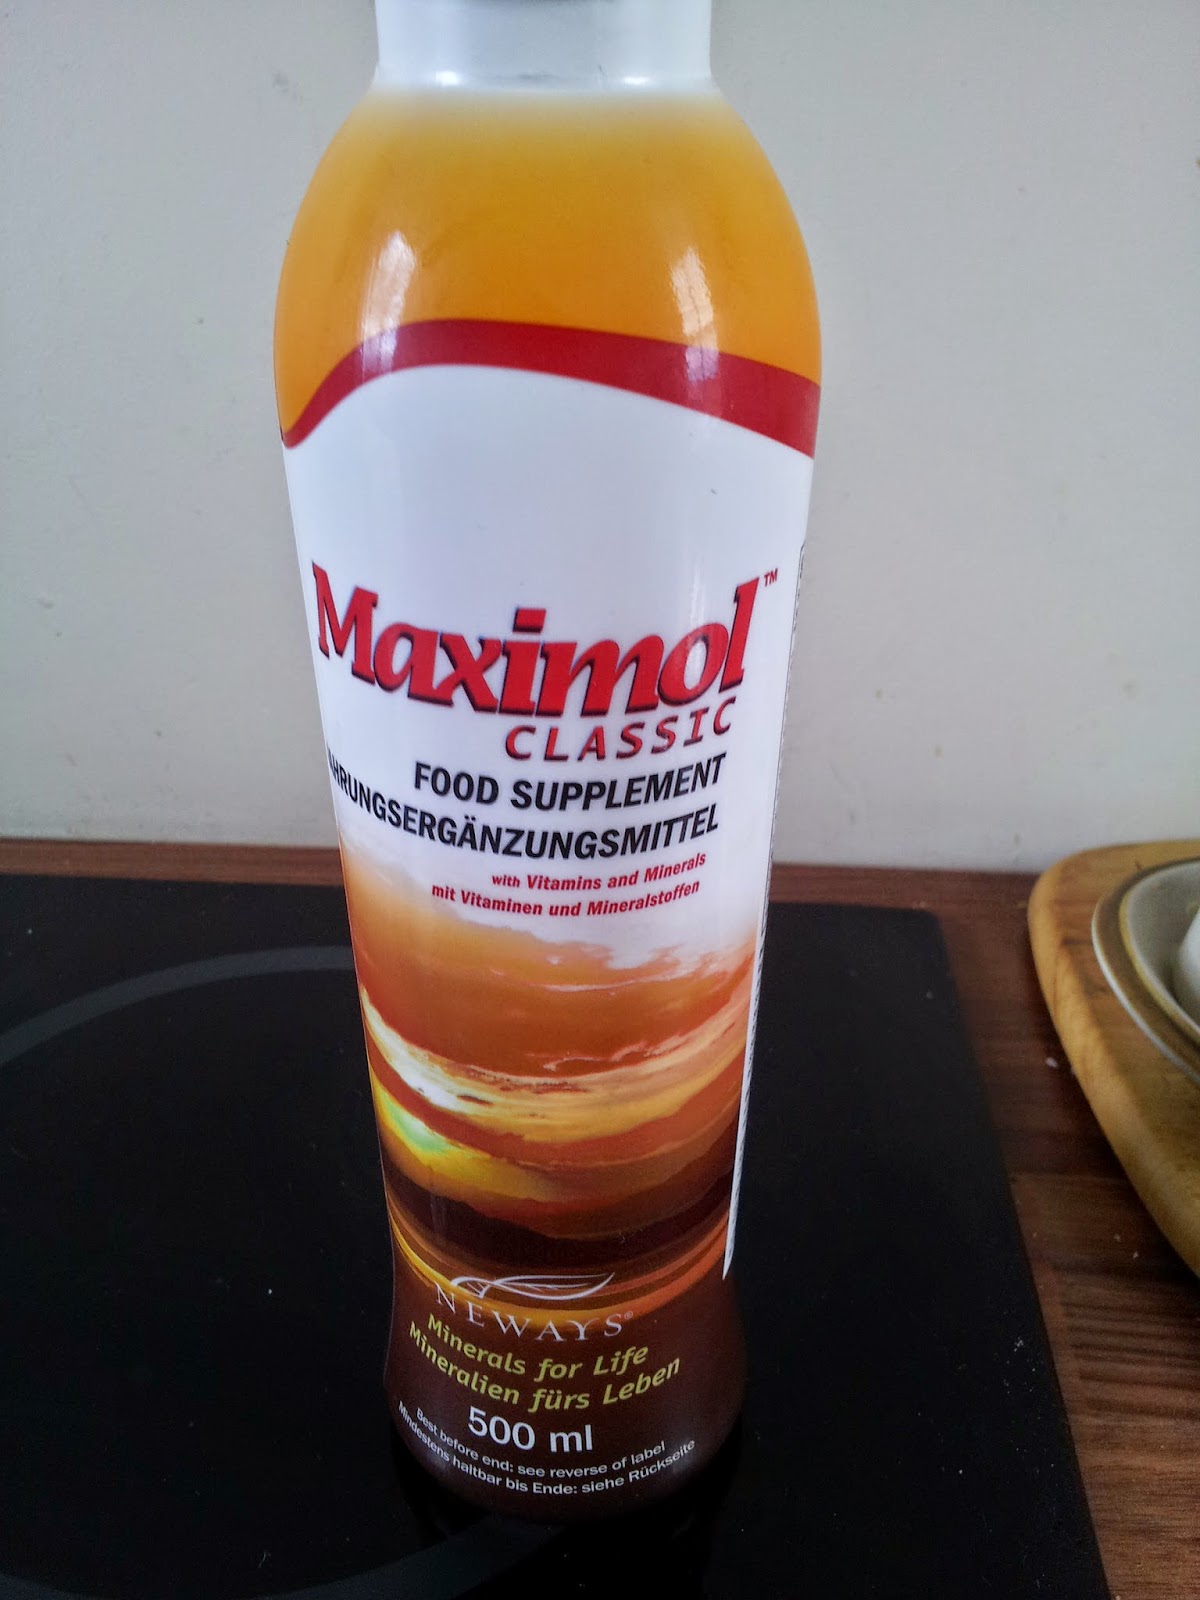 Maximol™
CLASSIC
FOOD SUPPLEMENT
AHRUNGSERGÄNZUNGSMITTEL
with Vitamins and Minerals
mit Vitaminen und Mineralstoffen
NEWAYS®
Minerals for Life
Mineralien fürs Leben
500 ml
Best before end: see reverse of label
Mindestens haltbar bis Ende: siehe Rückseite